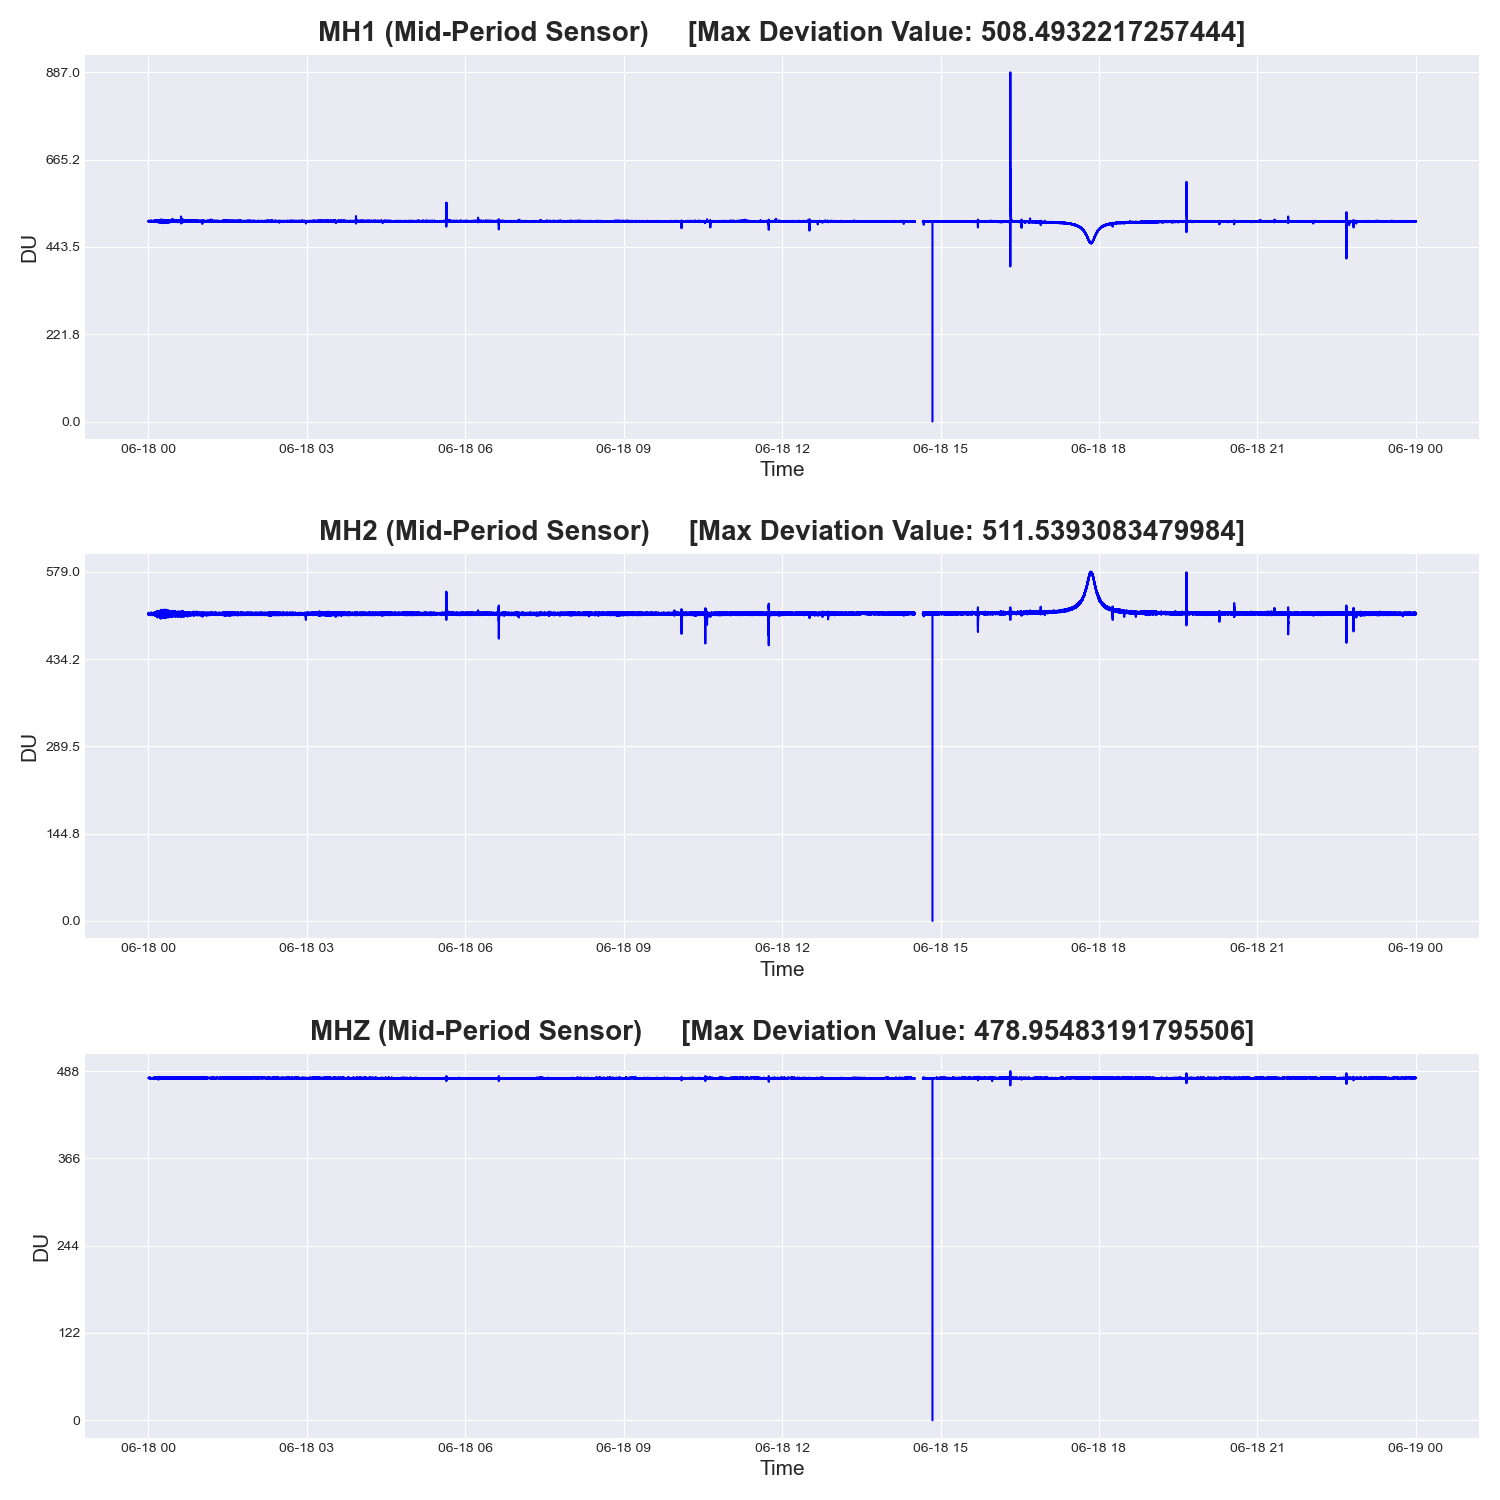 MH1 (Mid-Period Sensor) [Max Deviation Value: 508.4932217257444]
887.0
665.2
443.5
221.8
0.0
DU
06-18 00 06-18 03 06-18 06 06-18 09 06-18 12 06-18 15 06-18 18 06-18 21 06-19 00
Time
MH2 (Mid-Period Sensor) [Max Deviation Value: 511.5393083479984]
579.0
434.2
289.5
144.8
0.0
DU
06-18 00 06-18 03 06-18 06 06-18 09 06-18 12 06-18 15 06-18 18 06-18 21 06-19 00
Time
MHZ (Mid-Period Sensor) [Max Deviation Value: 478.95483191795506]
488
366
244
122
0
DU
06-18 00 06-18 03 06-18 06 06-18 09 06-18 12 06-18 15 06-18 18 06-18 21 06-19 00
Time